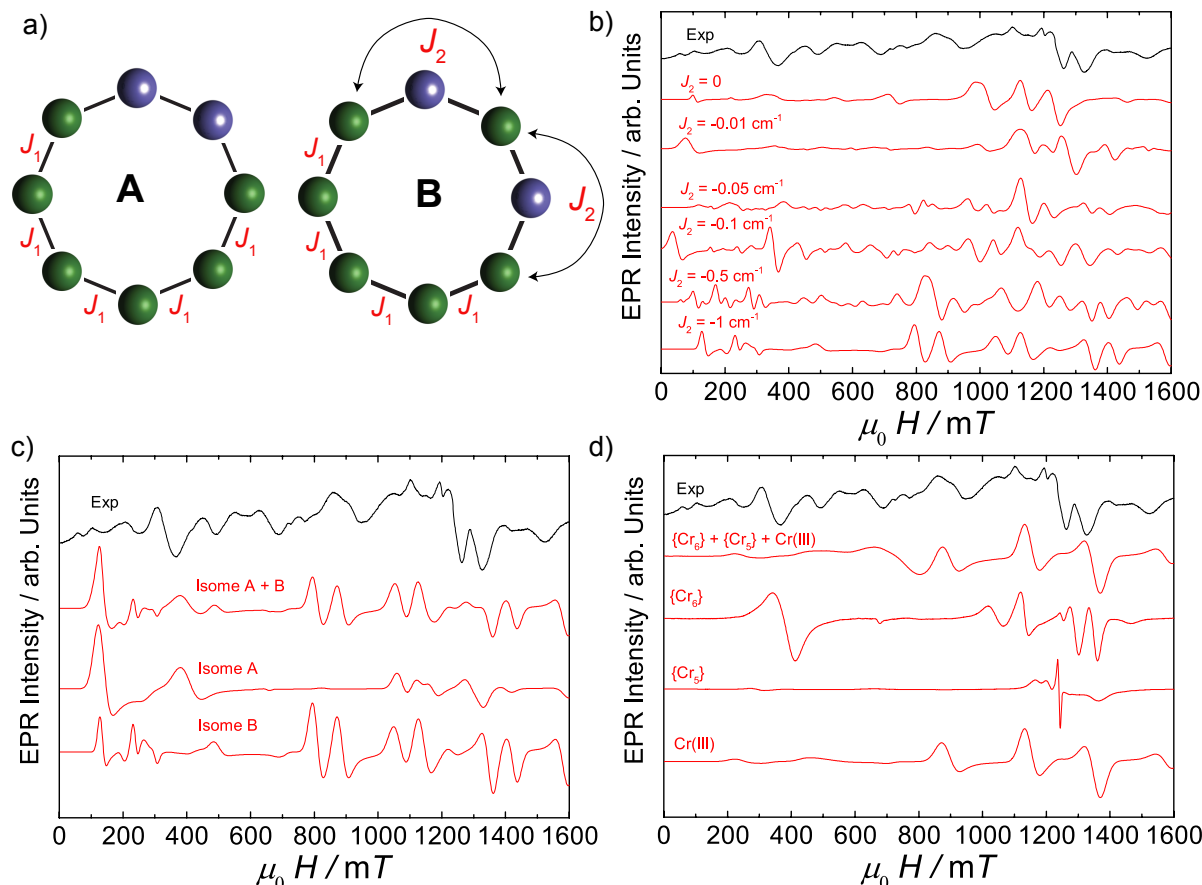 a)
A
J1
J1
J1
J1
J1
B
J2
J2
J1
J1
J1
J1
b)
EPR Intensity / arb. Units
Exp
J2 = 0
J2 = -0.01 cm-1
J2 = -0.05 cm-1
J2 = -0.1 cm-1
J2 = -0.5 cm-1
J2 = -1 cm-1
0 200 400 600 800 1000 1200 1400 1600
μ0 H / mT
c)
EPR Intensity / arb. Units
Exp
Isome A + B
Isome A
Isome B
0 200 400 600 800 1000 1200 1400 1600
μ0 H / mT
d)
EPR Intensity / arb. Units
Exp
{Cr6} + {Cr5} + Cr(III)
{Cr6}
{Cr5}
Cr(III)
0 200 400 600 800 1000 1200 1400 1600
μ0 H / mT